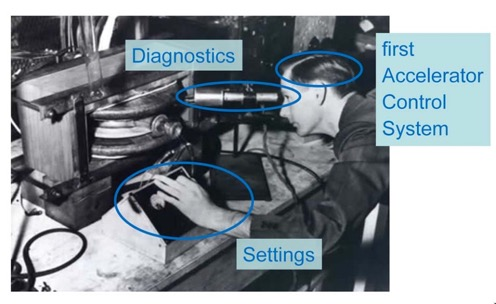 Diagnostics
first
Accelerator
Control
System
Settings